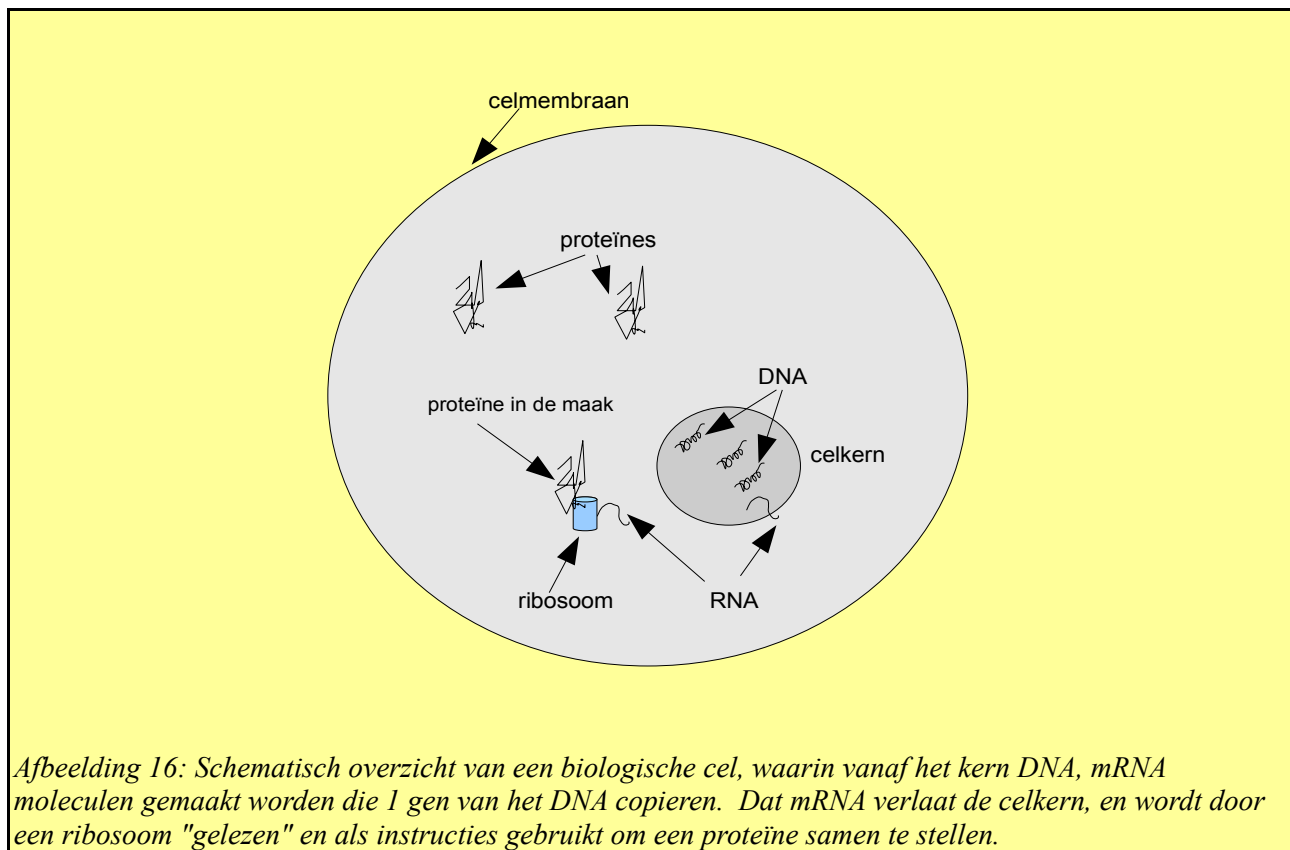 celmembraan
proteïnes
DNA
proteïne in de maak
celkern
ribosoom
RNA
Afbeelding 16: Schematisch overzicht van een biologische cel, waarin vanaf het kern DNA, mRNA
moleculen gemaakt worden die 1 gen van het DNA copieren.  Dat mRNA verlaat de celkern, en wordt door
een ribosoom "gelezen" en als instructies gebruikt om een proteïne samen te stellen.